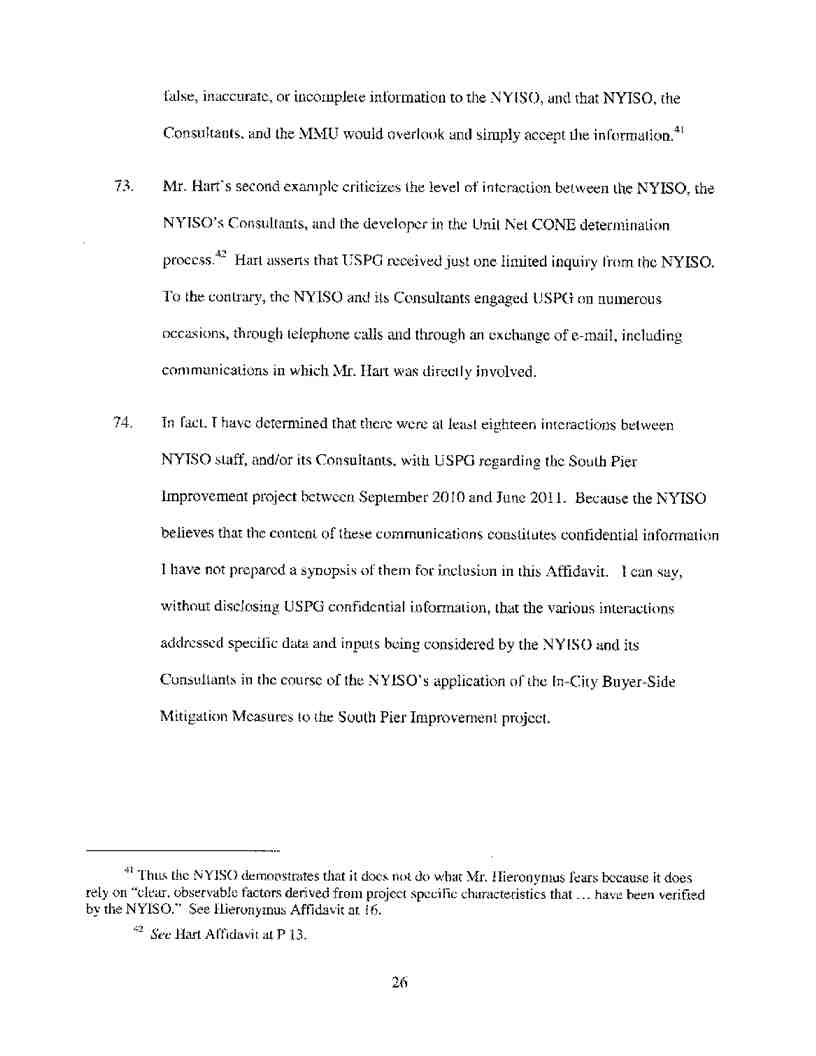 false, inaccurate, or incomplete information to the NYISO, and that NYISO, the
Consultants, and the MMU would overlook and simply accept the information.41
73. Mr. Hart's second example criticizes the level of interaction between the NYISO, the
NYISO's Consultants, and the developer in the Unit Net CONE determination
process.42 Hart asserts that USPG received just one limited inquiry from the NYISO.
To the contrary, the NYISO and its Consultants engaged USPG on numerous
occasions, through telephone calls and through an exchange of e-mail, including
communications in which Mr. Hart was directly involved.
74. In fact, I have determined that there were at least eighteen interactions between
NYISO staff, and/or its Consultants, with USPG regarding the South Pier
Improvement project between September 2010 and June 2011. Because the NYISO
believes that the content of these communications constitutes confidential information
I have not prepared a synopsis of them for inclusion in this Affidavit. I can say,
without disclosing USPG confidential information, that the various interactions
addressed specific data and inputs being considered by the NYISO and its
Consultants in the course of the NYISO's application of the In-City Buyer-Side
Mitigation Measures to the South Pier Improvement project.
41 Thus the NYISO demonstrates that it does not do what Mr. Hieronymus fears because it does
rely on "clear, observable factors derived from project specific characteristics that ... have been verified
by the NYISO." See Hieronymus Affidavit at 16.
42 See Hart Affidavit at P 13.
26